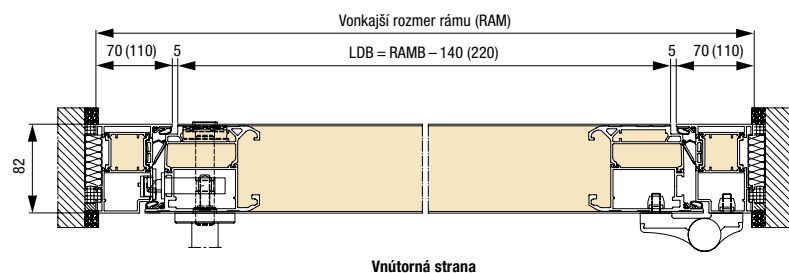 Vonkajší rozmer rámu (RAM)
70 (110) 5 LDB = RAMB – 140 (220) 5 70 (110)
82
Vnútorná strana